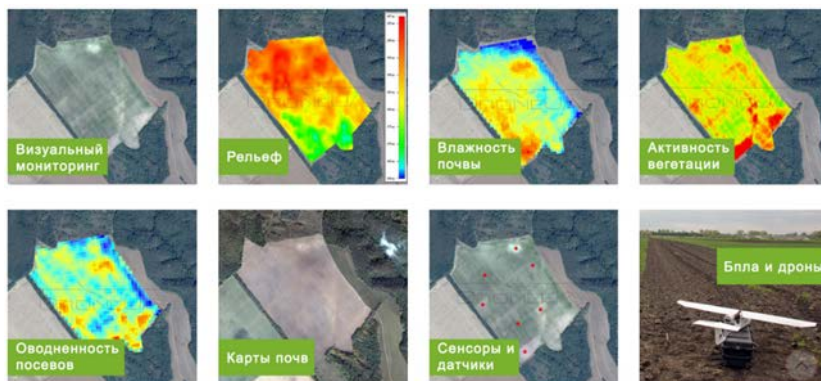 Визуальный
мониторинг
Рельеф
Влажность
почвы
Активность
вегетации
Оводненность
посевов
Карты почв
Сенсоры и
датчики
Бпла и дроны